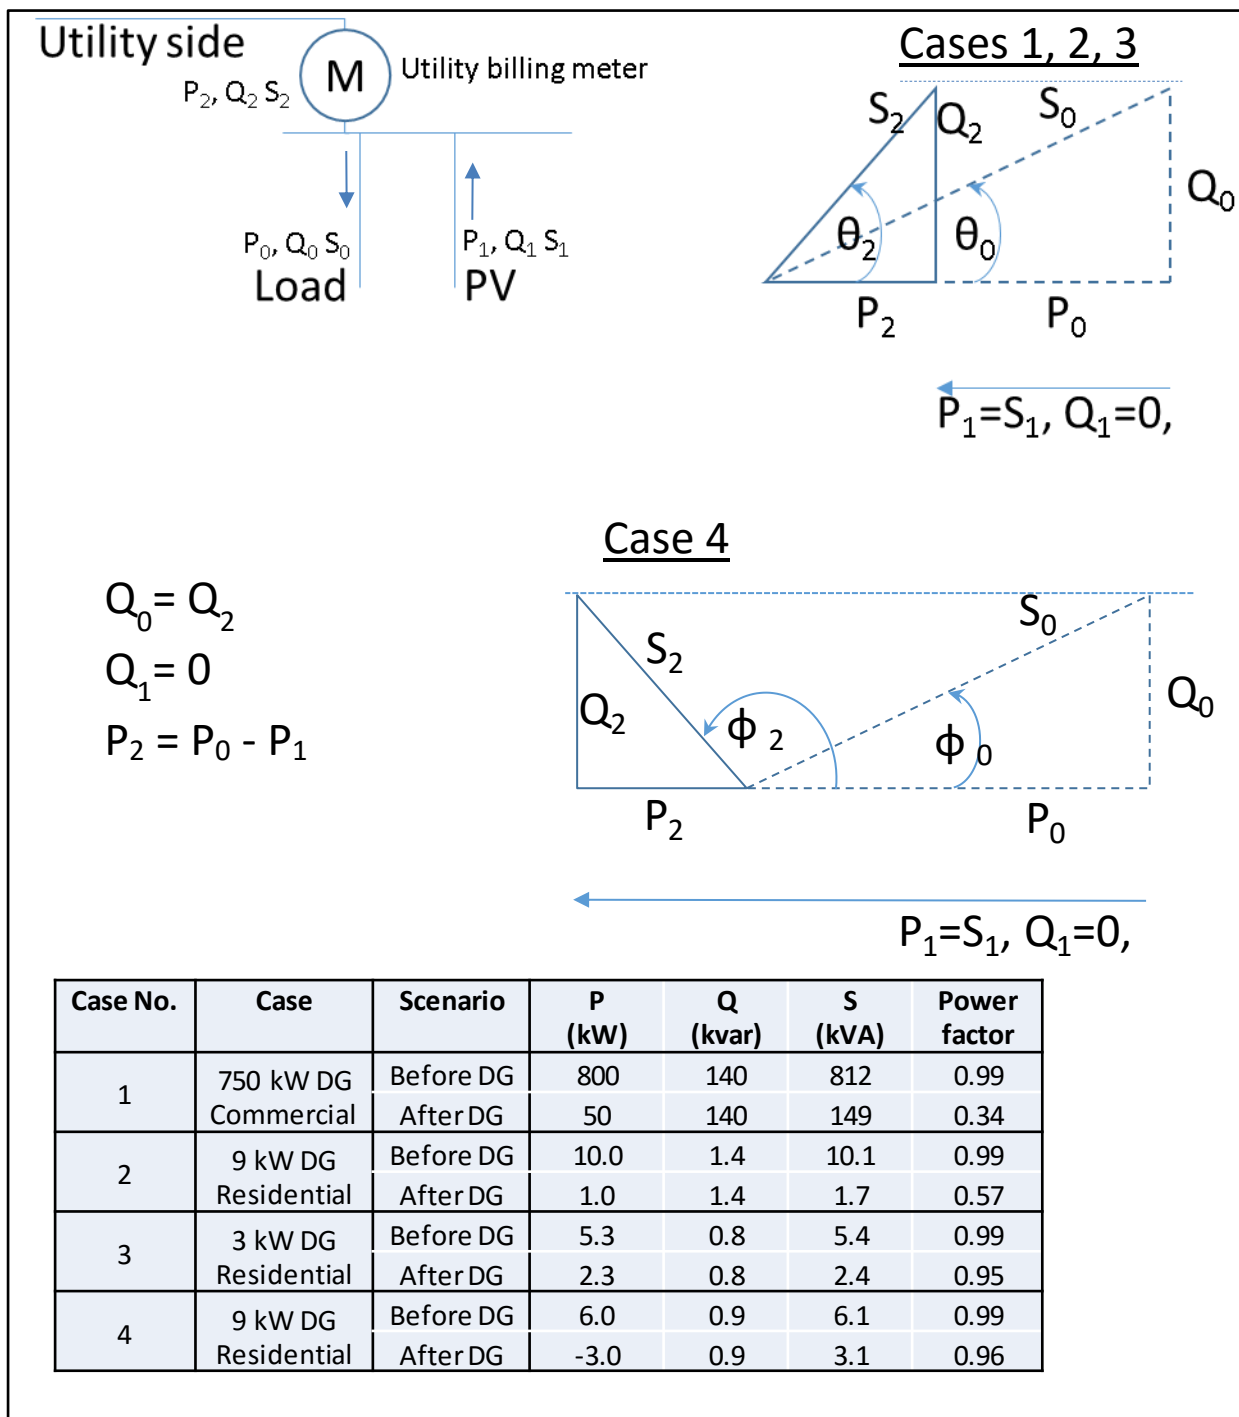 Utility side
M
Utility billing meter
P₂, Q₂ S₂
P₀, Q₀ S₀
Load
P₁, Q₁ S₁
PV
Cases 1, 2, 3
S₂
Q₂
S₀
Q₀
θ₂
θ₀
P₂
P₀
P₁=S₁, Q₁=0,
Case 4
Q₀= Q₂
Q₁= 0
P₂ = P₀ - P₁
S₂
S₀
Q₂
ϕ ₂
ϕ ₀
Q₀
P₂
P₀
P₁=S₁, Q₁=0,
Case No. Case Scenario P (kW) Q (kvar) S (kVA) Power factor
1 750 kW DG Commercial Before DG 800 140 812 0.99
After DG 50 140 149 0.34
2 9 kW DG Residential Before DG 10.0 1.4 10.1 0.99
After DG 1.0 1.4 1.7 0.57
3 3 kW DG Residential Before DG 5.3 0.8 5.4 0.99
After DG 2.3 0.8 2.4 0.95
4 9 kW DG Residential Before DG 6.0 0.9 6.1 0.99
After DG -3.0 0.9 3.1 0.96